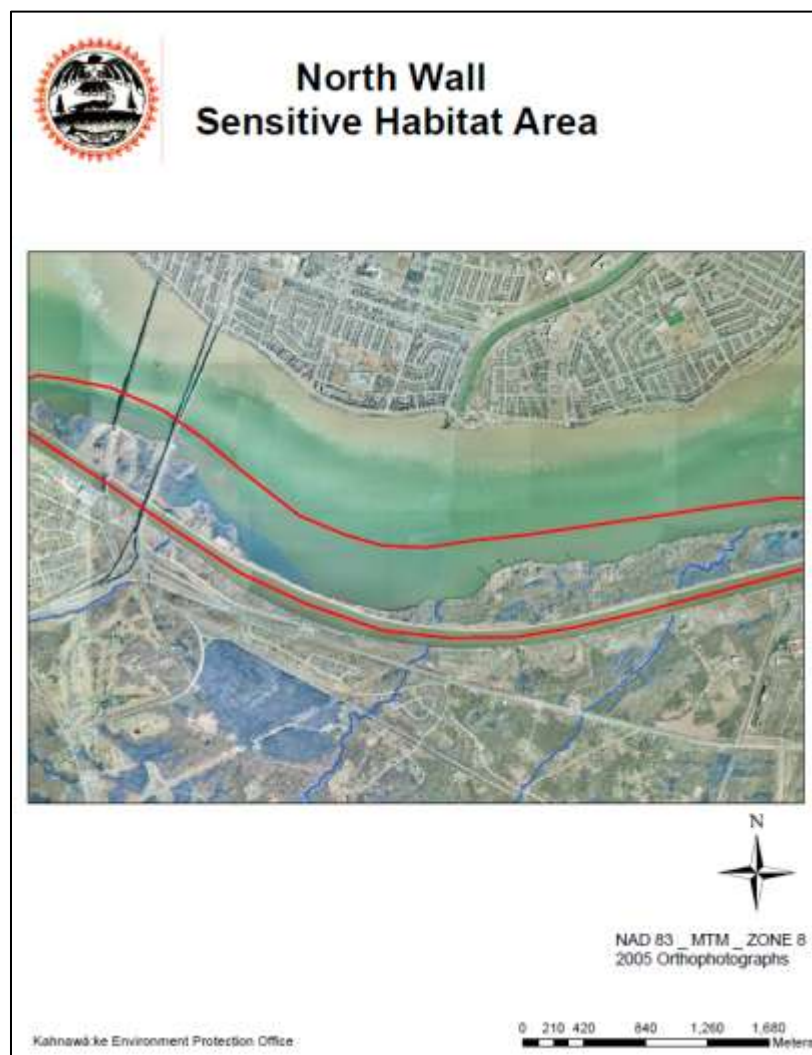 North Wall
Sensitive Habitat Area
N
NAD 83 _ MTM _ ZONE 8
2005 Orthophotographs
Kahnawá:ke Environment Protection Office
0 210 420 840 1,260 1,680
Meters